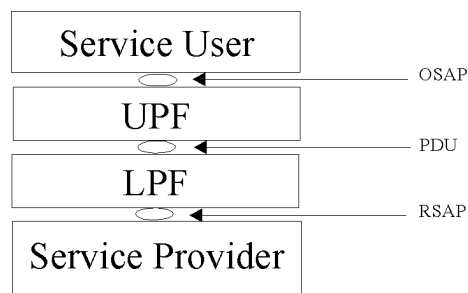 Service User
OSAP
UPF
PDU
LPF
RSAP
Service Provider